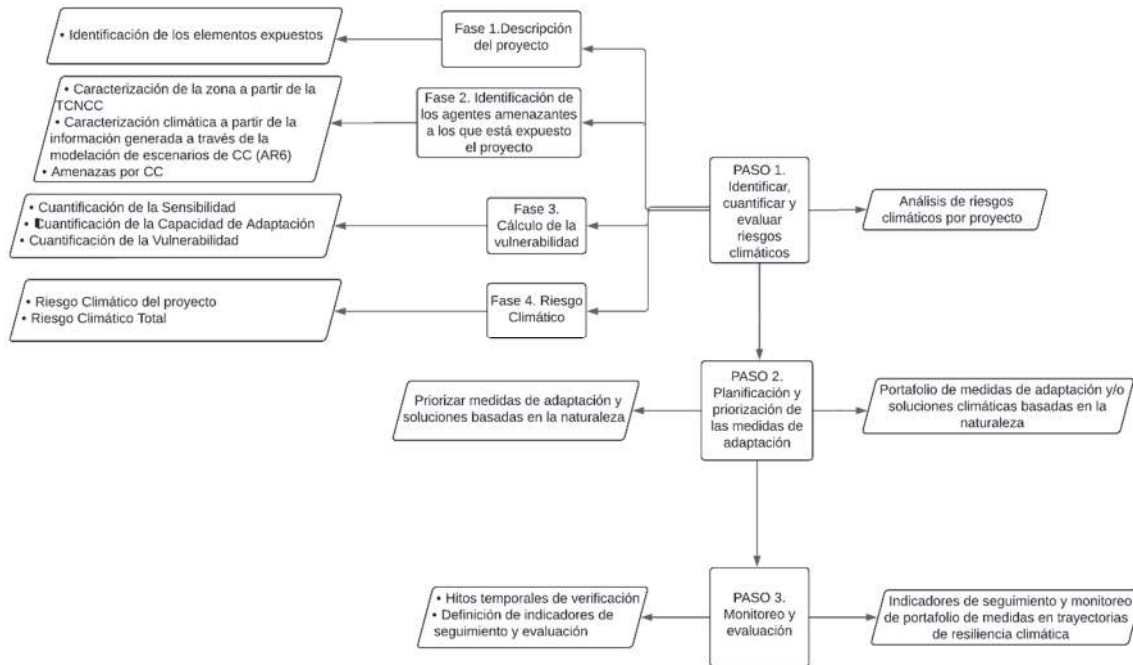 • Identificación de los elementos expuestos
Fase 1.Descripción
del proyecto
• Caracterización de la zona a partir de la
TCNCC
• Caracterización climática a partir de la
información generada a través de la
modelación de escenarios de CC (AR6)
• Amenazas por CC
Fase 2. Identificación de
los agentes amenazantes
a los que está expuesto
el proyecto
• Cuantificación de la Sensibilidad
• Cuantificación de la Capacidad de Adaptación
• Cuantificación de la Vulnerabilidad
Fase 3.
Cálculo de la
vulnerabilidad
• Riesgo Climático del proyecto
• Riesgo Climático Total
Fase 4. Riesgo
Climático
PASO 1.
Identificar,
cuantificar y
evaluar
riesgos
climáticos
Análisis de riesgos
climáticos por proyecto
Priorizar medidas de adaptación y
soluciones basadas en la naturaleza
PASO 2.
Planificación y
priorización de
las medidas de
adaptación
Portafolio de medidas de adaptación y/o
soluciones climáticas basadas en la
naturaleza
• Hitos temporales de verificación
• Definición de indicadores de
seguimiento y evaluación
PASO 3.
Monitoreo y
evaluación
Indicadores de seguimiento y monitoreo
de portafolio de medidas en trayectorias
de resiliencia climática